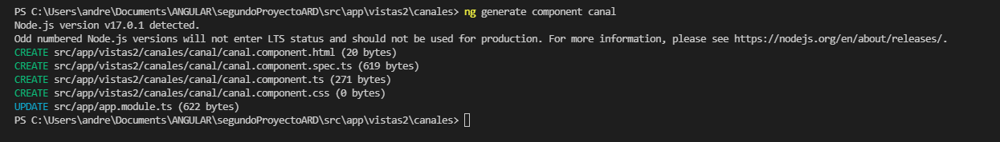 PS C:\Users\andre\Documents\ANGULAR\segundoProyectoARD\src\app\vistas2\canales> ng generate component canal
Node.js version v17.0.1 detected.
Odd numbered Node.js versions will not enter LTS status and should not be used for production. For more information, please see https://nodejs.org/en/about/releases/.
CREATE src/app/vistas2/canales/canal/canal.component.html (20 bytes)
CREATE src/app/vistas2/canales/canal/canal.component.spec.ts (619 bytes)
CREATE src/app/vistas2/canales/canal/canal.component.ts (271 bytes)
CREATE src/app/vistas2/canales/canal/canal.component.css (0 bytes)
UPDATE src/app/app.module.ts (622 bytes)
PS C:\Users\andre\Documents\ANGULAR\segundoProyectoARD\src\app\vistas2\canales>